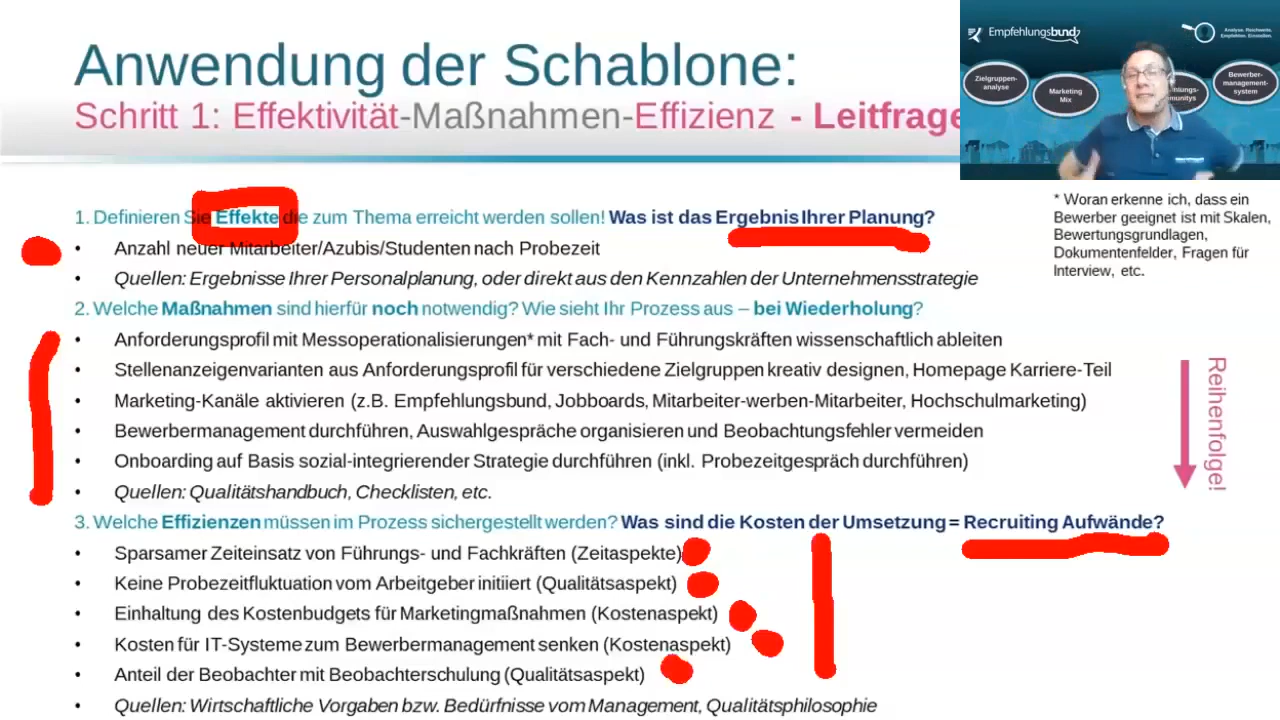 Anwendung der Schablone:
Schritt 1: Effektivität-Maßnahmen-Effizienz - Leitfrage
Empfehlungsbund
Analyse. Reichweite.
Empfehlen. Einstellen.
Zielgruppen-
analyse
Marketing
Mix
Bewerber-
management-
system
1. Definieren Sie Effekte die zum Thema erreicht werden sollen! Was ist das Ergebnis Ihrer Planung?
• Anzahl neuer Mitarbeiter/Azubis/Studenten nach Probezeit
• Quellen: Ergebnisse Ihrer Personalplanung, oder direkt aus den Kennzahlen der Unternehmensstrategie
2. Welche Maßnahmen sind hierfür noch notwendig? Wie sieht Ihr Prozess aus – bei Wiederholung?
• Anforderungsprofil mit Messoperationalisierungen* mit Fach- und Führungskräften wissenschaftlich ableiten
• Stellenanzeigenvarianten aus Anforderungsprofil für verschiedene Zielgruppen kreativ designen, Homepage Karriere-Teil
• Marketing-Kanäle aktivieren (z.B. Empfehlungsbund, Jobboards, Mitarbeiter-werben-Mitarbeiter, Hochschulmarketing)
• Bewerbermanagement durchführen, Auswahlgespräche organisieren und Beobachtungsfehler vermeiden
• Onboarding auf Basis sozial-integrierender Strategie durchführen (inkl. Probezeitgespräch durchführen)
• Quellen: Qualitätshandbuch, Checklisten, etc.
3. Welche Effizienzen müssen im Prozess sichergestellt werden? Was sind die Kosten der Umsetzung = Recruiting Aufwände?
• Sparsamer Zeiteinsatz von Führungs- und Fachkräften (Zeitaspekte)
• Keine Probezeitfluktuation vom Arbeitgeber initiiert (Qualitätsaspekt)
• Einhaltung des Kostenbudgets für Marketingmaßnahmen (Kostenaspekt)
• Kosten für IT-Systeme zum Bewerbermanagement senken (Kostenaspekt)
• Anteil der Beobachter mit Beobachterschulung (Qualitätsaspekt)
• Quellen: Wirtschaftliche Vorgaben bzw. Bedürfnisse vom Management, Qualitätsphilosophie
* Woran erkenne ich, dass ein
Bewerber geeignet ist mit Skalen,
Bewertungsgrundlagen,
Dokumentenfelder, Fragen für
Interview, etc.
Reihenfolge!